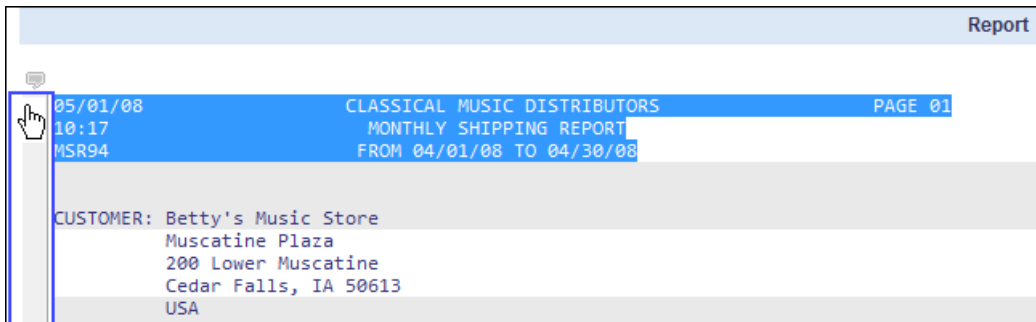 Report
05/01/08 CLASSICAL MUSIC DISTRIBUTORS PAGE 01
10:17 MONTHLY SHIPPING REPORT
MSR94 FROM 04/01/08 TO 04/30/08
CUSTOMER: Betty's Music Store
Muscatine Plaza
200 Lower Muscatine
Cedar Falls, IA 50613
USA